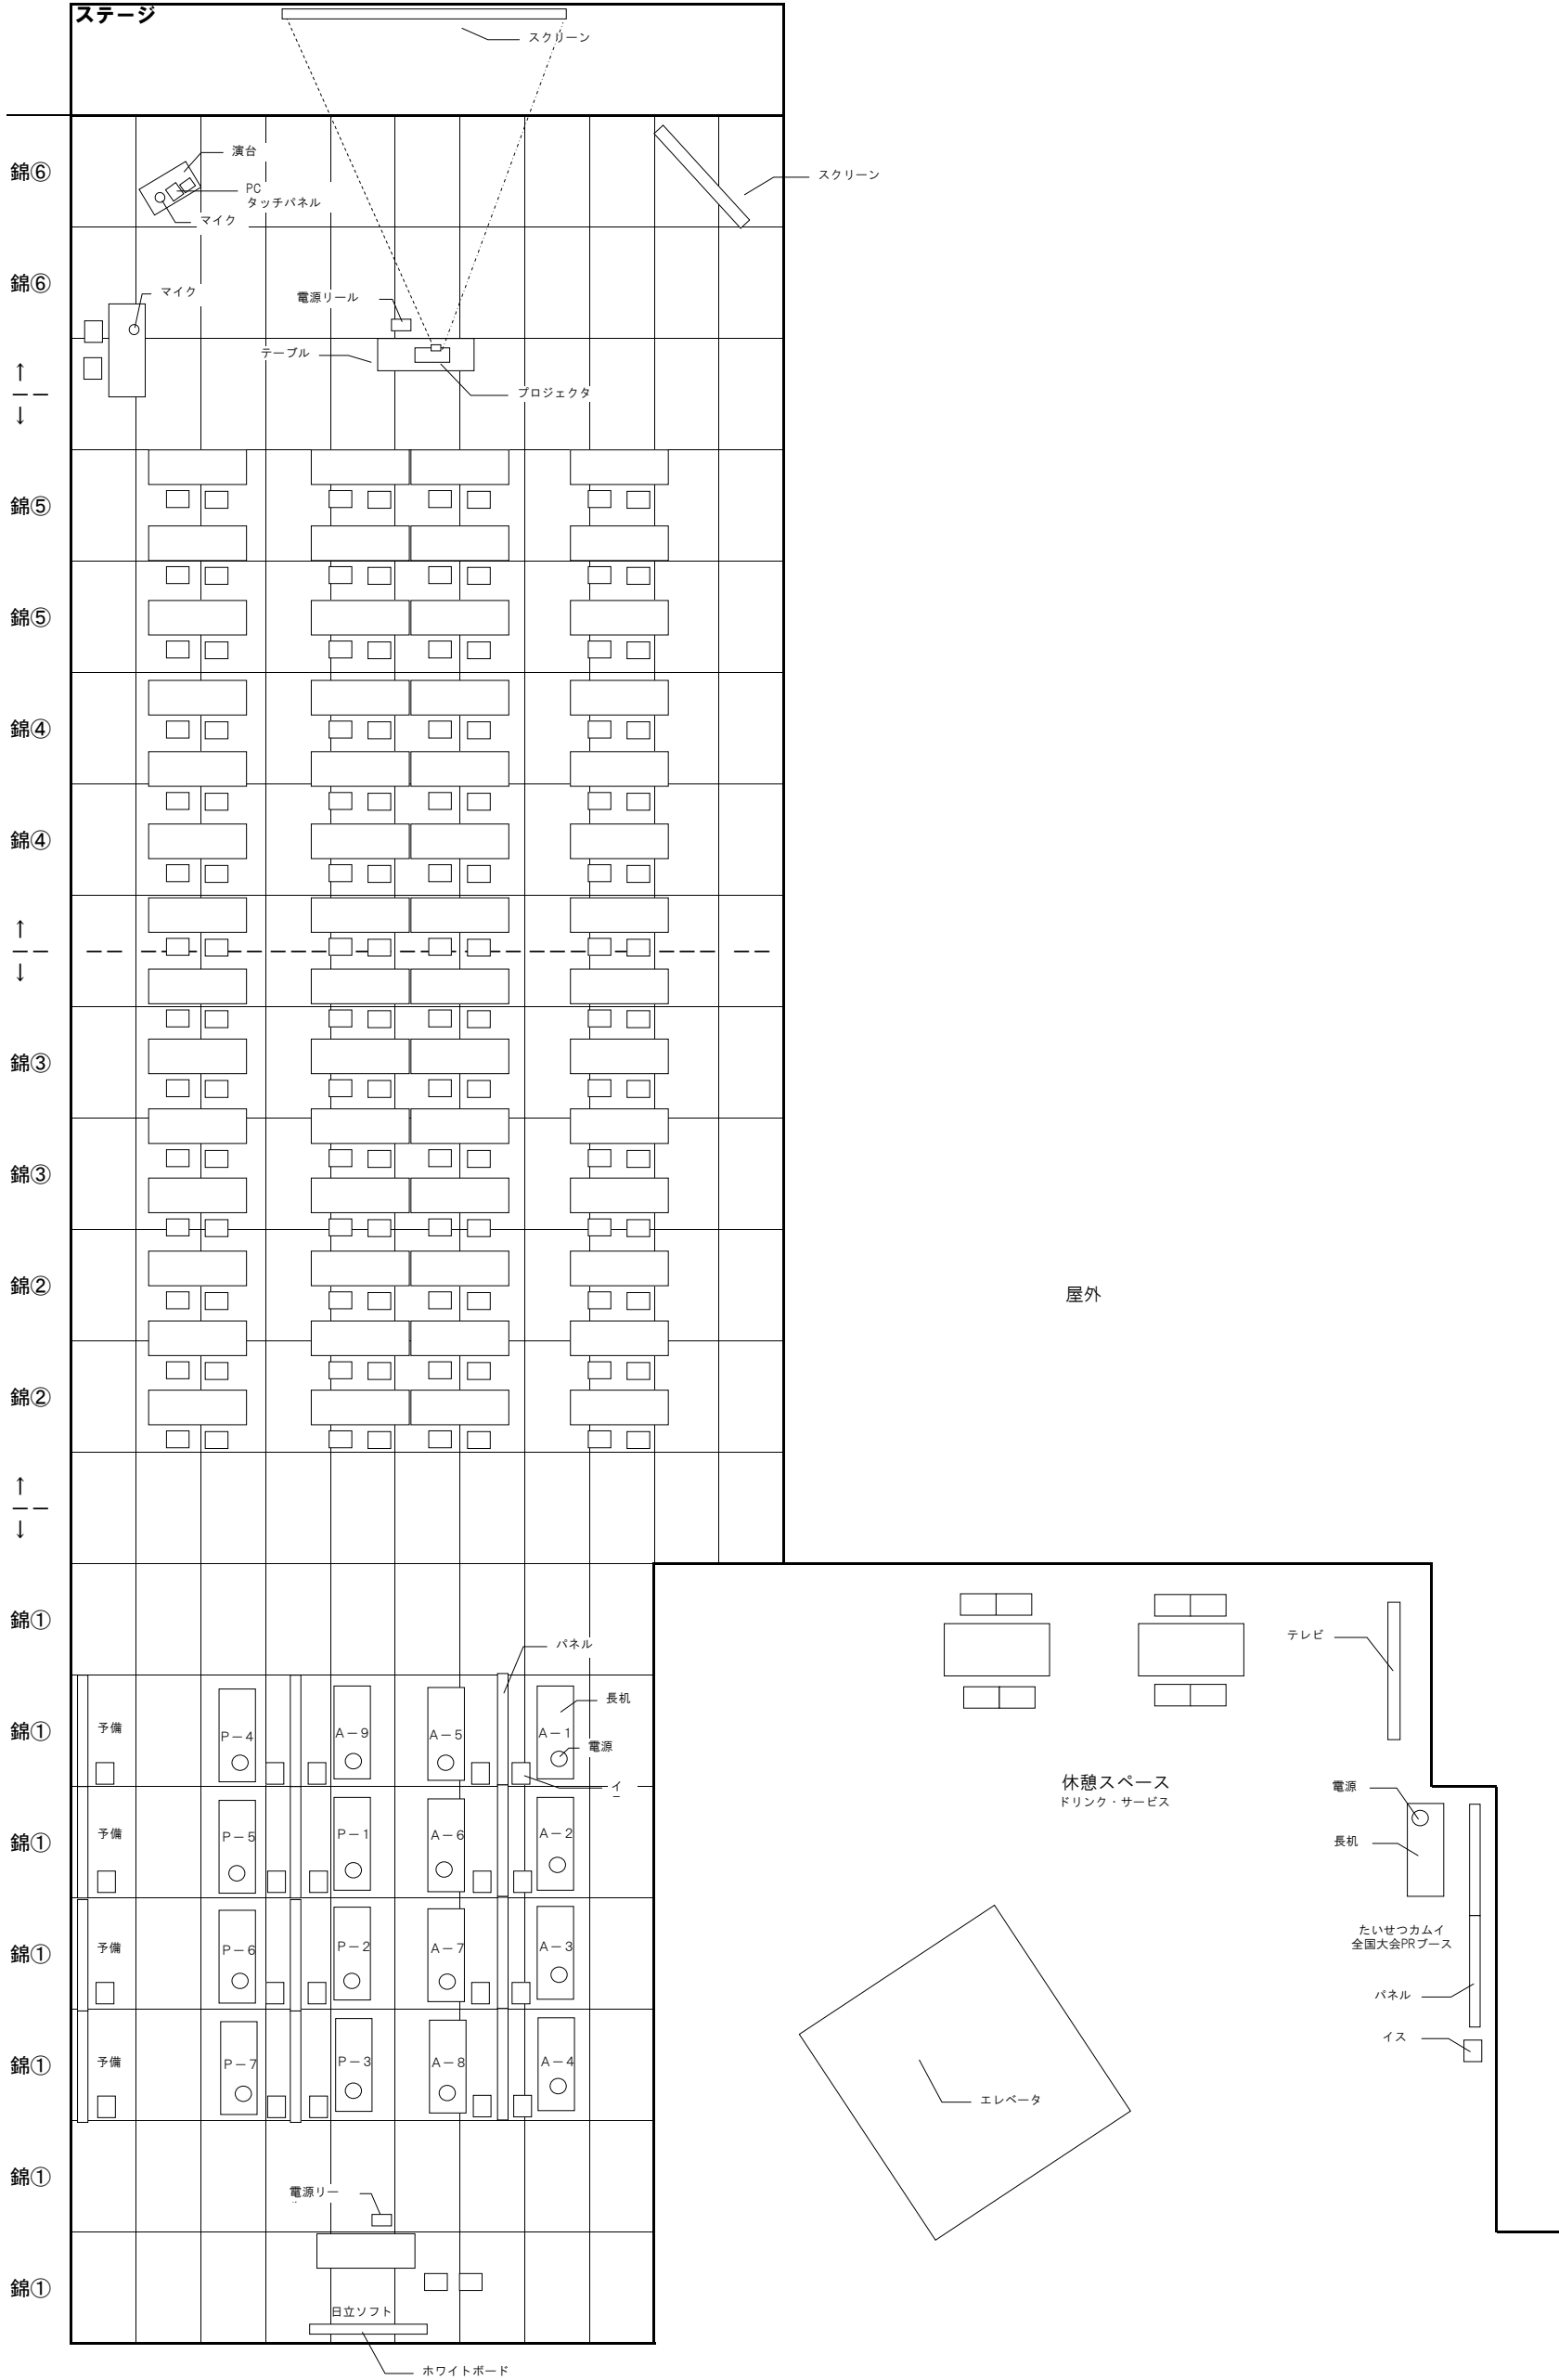 ステージ
スクリーン
錦⑥
演台
PC
タッチパネル
マイク
スクリーン
錦⑥
マイク
電源リール
テーブル
プロジェクタ
↑
↓
錦⑤
錦⑤
錦④
錦④
↑
↓
錦③
錦③
錦②
屋外
錦②
↑
↓
錦①
パネル
テレビ
長机
錦①
予備
P－4
A－9
A－5
A－1
電源
イ
休憩スペース
ドリンク・サービス
電源
錦①
予備
P－5
P－1
A－6
A－2
長机
たいせつカムイ
全国大会PRブース
錦①
予備
P－6
P－2
A－7
A－3
パネル
イス
錦①
予備
P－7
P－3
A－8
A－4
エレベータ
錦①
電源リー
錦①
日立ソフト
ホワイトボード